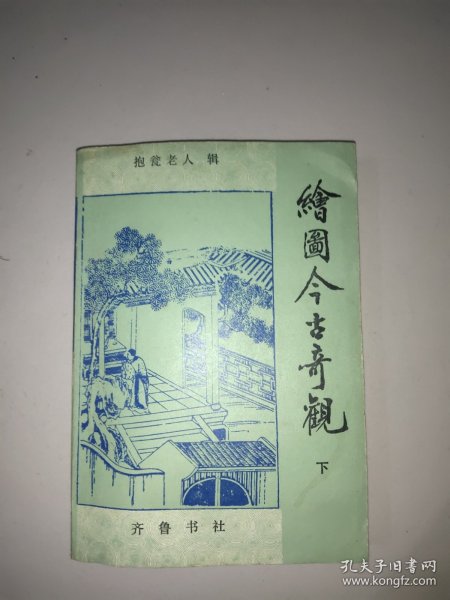 抱瓮老人 辑
繪圖今古奇觀
下
齐鲁书社
孔夫子旧书网
www.kongfz.com